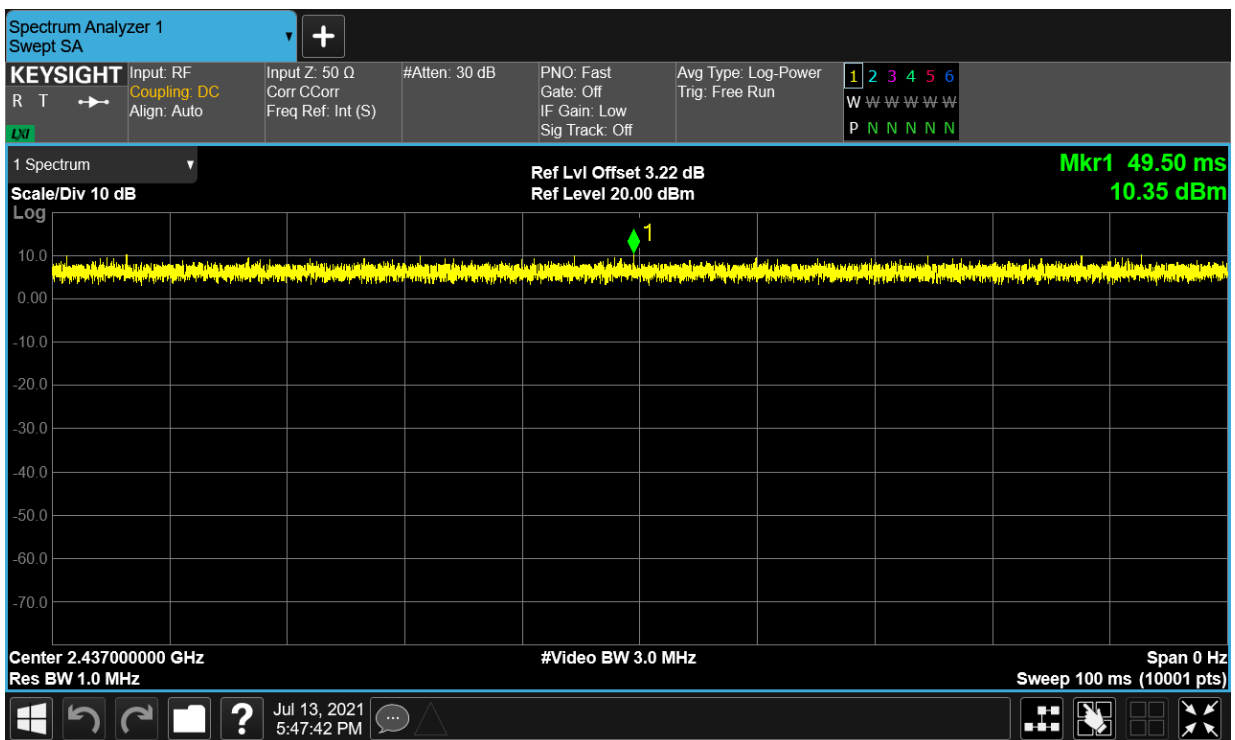 Spectrum Analyzer 1
Swept SA
KEYSIGHT
R T
LXI
Input: RF
Coupling: DC
Align: Auto
Input Z: 50 Ω
Corr CCorr
Freq Ref: Int (S)
#Atten: 30 dB
PNO: Fast
Gate: Off
IF Gain: Low
Sig Track: Off
Avg Type: Log-Power
Trig: Free Run
1 2 3 4 5 6
W W W W W W
P N N N N N
1 Spectrum
Scale/Div 10 dB
Log
Ref Lvl Offset 3.22 dB
Ref Level 20.00 dBm
Mkr1 49.50 ms
10.35 dBm
1
10.0
0.00
-10.0
-20.0
-30.0
-40.0
-50.0
-60.0
-70.0
Center 2.437000000 GHz
Res BW 1.0 MHz
#Video BW 3.0 MHz
Span 0 Hz
Sweep 100 ms (10001 pts)
?
Jul 13, 2021
5:47:42 PM